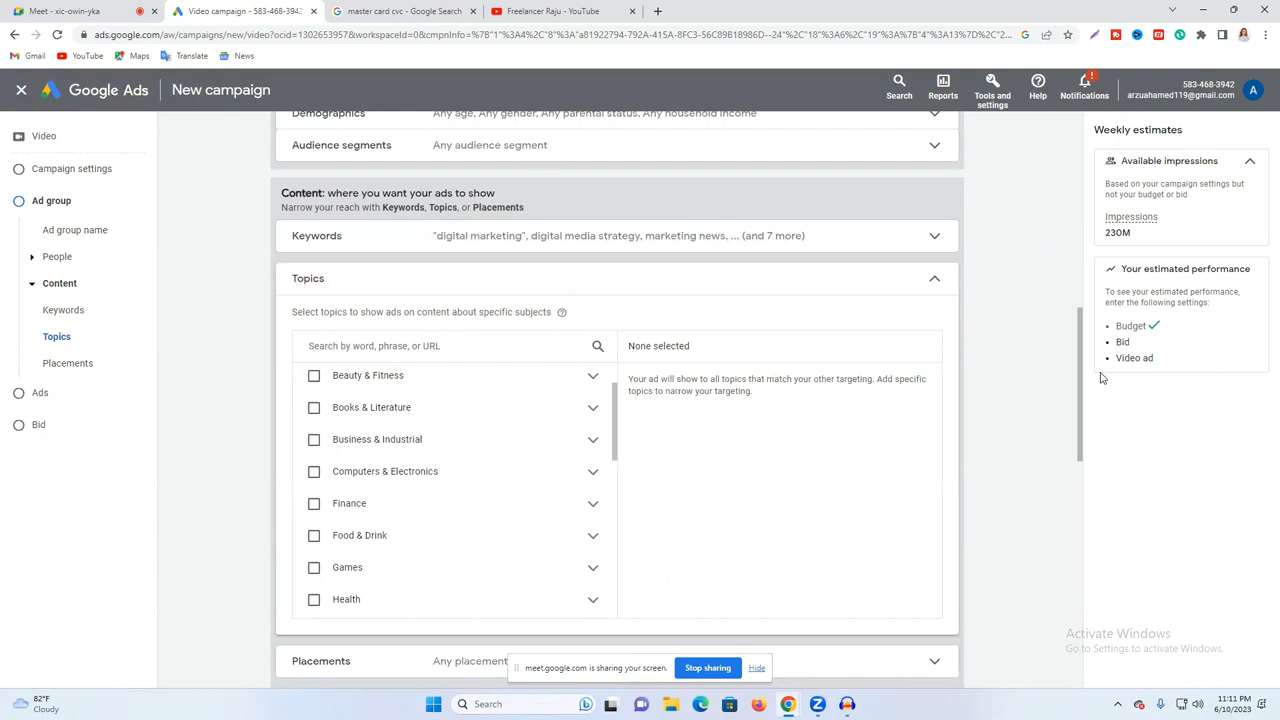 Meet - xic-owin-yka
Video campaign - 583-468-3942
master card cvc - Google Search
Freelancer Raju - YouTube
ads.google.com/aw/campaigns/new/video?ocid=1302653957&workspaceId=0&cmpnInfo=%7B"1"%3A4%2C"8"%3A"a81922794-792A-415A-8FC3-56C89B18986D--24"%2C"18"%3A6%2C"19"%3A%7B"4"%3A13%7D%2C"2...
Gmail YouTube Maps Translate News
Google Ads New campaign
Search Reports Tools and settings Help Notifications
583-468-3942
arzuahamed119@gmail.com A
Video
Campaign settings
Ad group
Ad group name
People
Content
Keywords
Topics
Placements
Ads
Bid
Demographics Any age, Any gender, Any parental status, Any household income
Audience segments Any audience segment
Content: where you want your ads to show
Narrow your reach with Keywords, Topics, or Placements
Keywords "digital marketing", digital media strategy, marketing news, ... (and 7 more)
Topics
Select topics to show ads on content about specific subjects
Search by word, phrase, or URL
None selected
Beauty & Fitness
Books & Literature
Business & Industrial
Computers & Electronics
Finance
Food & Drink
Games
Health
Your ad will show to all topics that match your other targeting. Add specific
topics to narrow your targeting.
Placements Any placement
Weekly estimates
Available impressions
Based on your campaign settings but
not your budget or bid
Impressions
230M
Your estimated performance
To see your estimated performance,
enter the following settings:
• Budget
• Bid
• Video ad
meet.google.com is sharing your screen. Stop sharing Hide
Activate Windows
Go to Settings to activate Windows.
82°F
Cloudy
Search
11:11 PM
6/10/2023